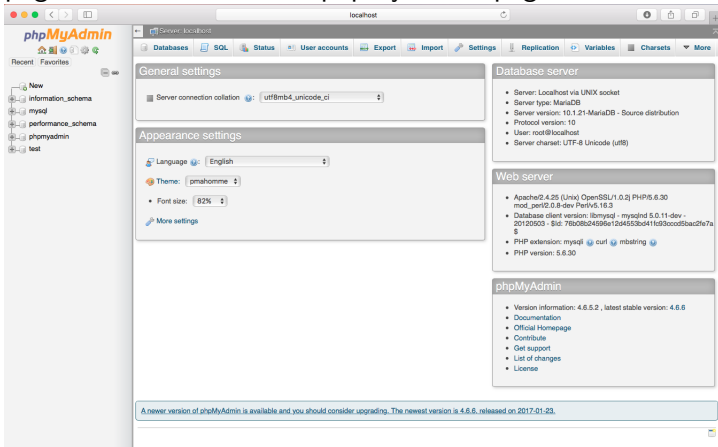 localhost
phpMyAdmin
Recent Favorites
New
information_schema
mysql
performance_schema
phpmyadmin
test
Server: localhost
Databases SQL Status User accounts Export Import Settings Replication Variables Charsets More
General settings
Server connection collation : utf8mb4_unicode_ci
Appearance settings
Language : English
Theme: pmahomme
Font size: 82%
More settings
Database server
Server: Localhost via UNIX socket
Server type: MariaDB
Server version: 10.1.21-MariaDB - Source distribution
Protocol version: 10
User: root@localhost
Server charset: UTF-8 Unicode (utf8)
Web server
Apache/2.4.25 (Unix) OpenSSL/1.0.2j PHP/5.6.30
mod_perl/2.0.8-dev Perl/v5.16.3
Database client version: libmysql - mysqlnd 5.0.11-dev -
20120503 - $Id:
$
PHP extension: mysqli curl mbstring
PHP version: 5.6.30
phpMyAdmin
Version information: 4.6.5.2 , latest stable version: 4.6.6
Documentation
Official Homepage
Contribute
Get support
List of changes
License
A newer version of phpMyAdmin is available and you should consider upgrading. The newest version is 4.6.6, released on 2017-01-23.